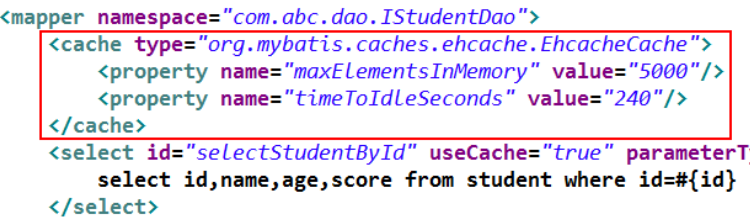 <mapper namespace="com.abc.dao.IStudentDao">
<cache type="org.mybatis.caches.ehcache.EhcacheCache">
<property name="maxElementsInMemory" value="5000"/>
<property name="timeToIdleSeconds" value="240"/>
</cache>
<select id="selectStudentById" useCache="true" parameterT
select id,name,age,score from student where id=#{id}
</select>